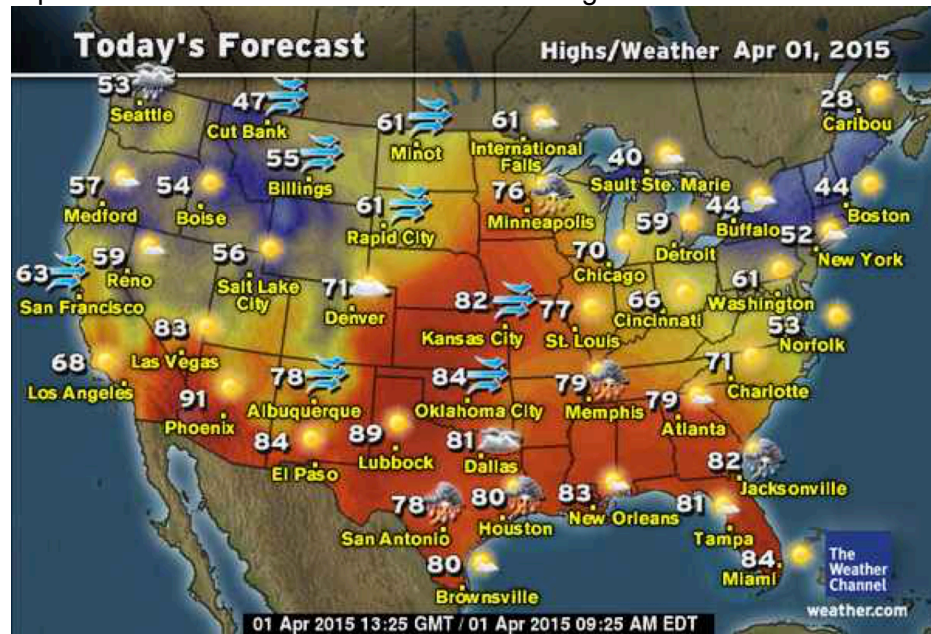 Today's Forecast
Highs/Weather Apr 01, 2015
53
Seattle
47
Cut Bank
61
Minot
61
International
Falls
28
Caribou
55
Billings
40
Sault Ste. Marie
57
Medford
54
Boise
61
Rapid City
76
Minneapolis
59
Detroit
44
Buffalo
44
Boston
63
San Francisco
59
Reno
56
Salt Lake
City
71
Denver
82
Kansas City
77
St. Louis
70
Chicago
66
Cincinnati
61
Washington
52
New York
83
Las Vegas
53
Norfolk
68
Los Angeles
91
Phoenix
78
Albuquerque
84
Oklahoma City
79
Memphis
79
Atlanta
71
Charlotte
84
El Paso
89
Lubbock
81
Dallas
82
Jacksonville
78
San Antonio
80
Houston
83
New Orleans
81
Tampa
80
Brownsville
84
Miami
The
Weather
Channel
weather.com
01 Apr 2015 13:25 GMT / 01 Apr 2015 09:25 AM EDT